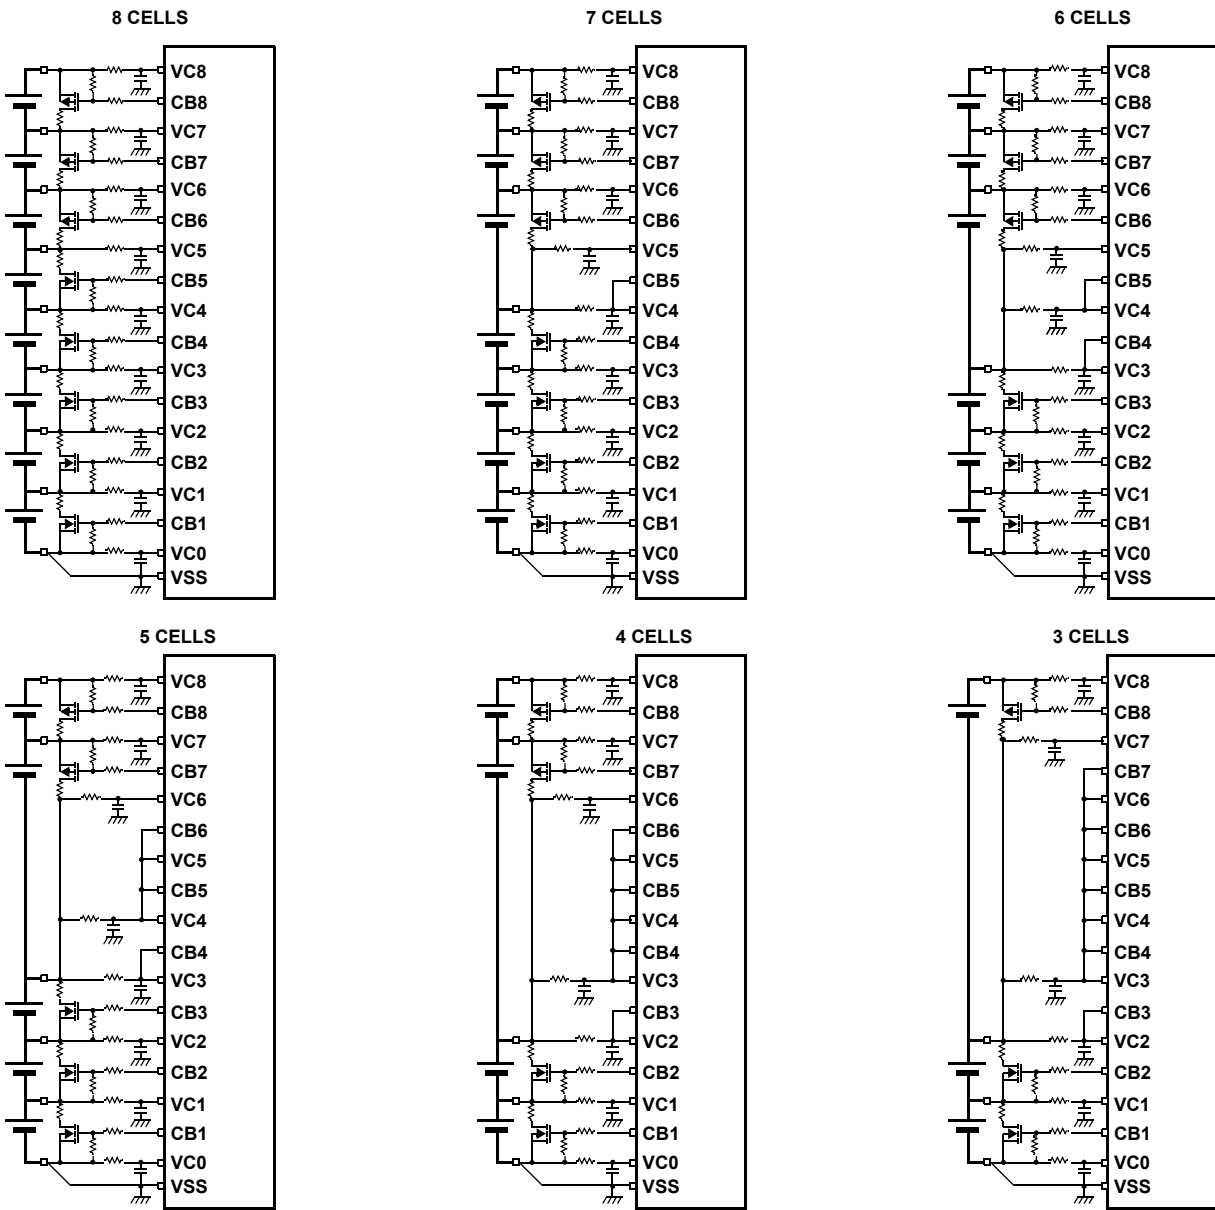 8 CELLS
VC8
CB8
VC7
CB7
VC6
CB6
VC5
CB5
VC4
CB4
VC3
CB3
VC2
CB2
VC1
CB1
VC0
VSS
7 CELLS
VC8
CB8
VC7
CB7
VC6
CB6
VC5
CB5
VC4
CB4
VC3
CB3
VC2
CB2
VC1
CB1
VC0
VSS
6 CELLS
VC8
CB8
VC7
CB7
VC6
CB6
VC5
CB5
VC4
CB4
VC3
CB3
VC2
CB2
VC1
CB1
VC0
VSS
5 CELLS
VC8
CB8
VC7
CB7
VC6
CB6
VC5
CB5
VC4
CB4
VC3
CB3
VC2
CB2
VC1
CB1
VC0
VSS
4 CELLS
VC8
CB8
VC7
CB7
VC6
CB6
VC5
CB5
VC4
CB4
VC3
CB3
VC2
CB2
VC1
CB1
VC0
VSS
3 CELLS
VC8
CB8
VC7
CB7
VC6
CB6
VC5
CB5
VC4
CB4
VC3
CB3
VC2
CB2
VC1
CB1
VC0
VSS